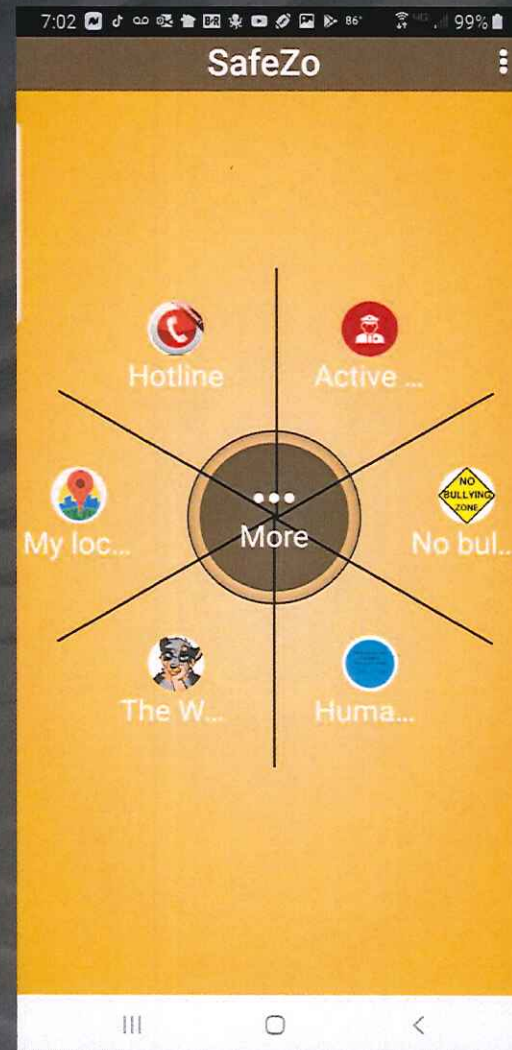 7:02 B/R 86° 99%
SafeZo
Hotline
Active ...
NO
BULLYING
ZONE
My loc...
More
No bul...
The W...
Huma...